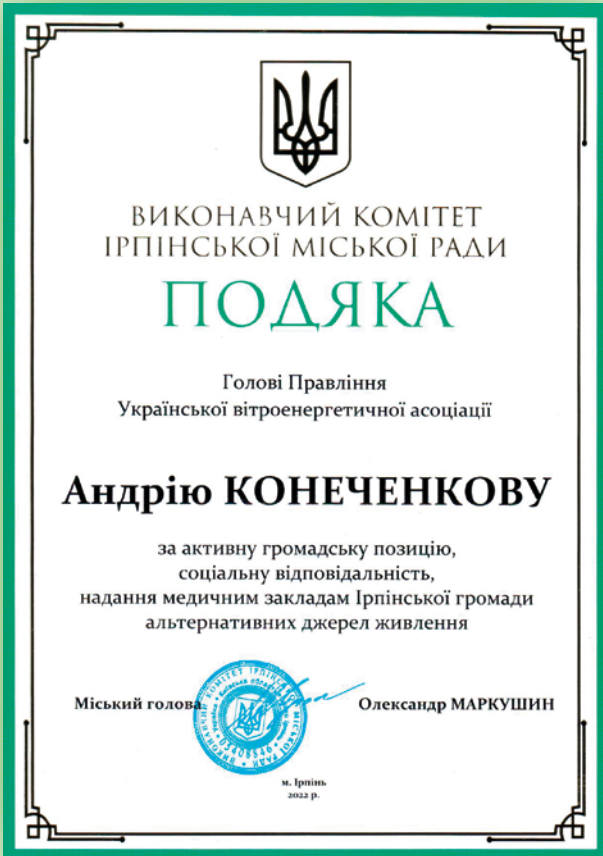 ВИКОНАВЧИЙ КОМІТЕТ
ІРПІНСЬКОЇ МІСЬКОЇ РАДИ
ПОДЯКА
Голові Правління
Української вітроенергетичної асоціації
Андрію КОНЕЧЕНКОВУ
за активну громадську позицію,
соціальну відповідальність,
надання медичним закладам Ірпінської громади
альтернативних джерел живлення
Міський голова
Олександр МАРКУШИН
м. Ірпінь
2022 р.